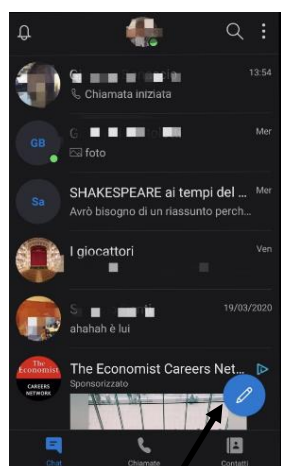 13:54
Chiamata iniziata
GB
Mer
foto
Sa
SHAKESPEARE ai tempi del ...
Mer
Avrò bisogno di un riassunto perch...
I giocattori
Ven
19/03/2020
ahahah è lui
The Economist
CAREERS NETWORK
The Economist Careers Net...
Sponsorizzato
Chat
Chiamate
Contatti